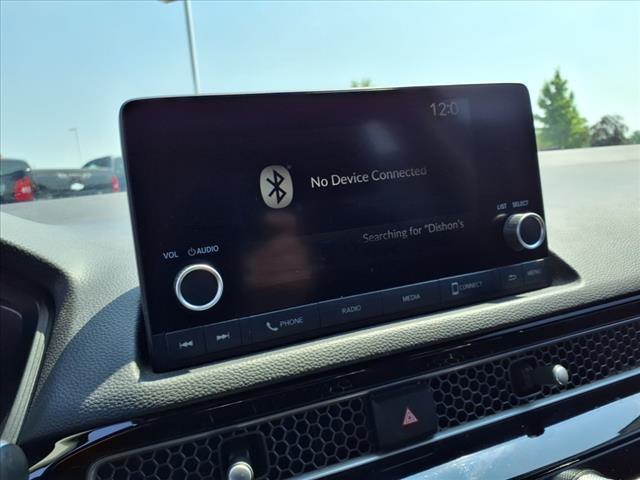 12:0
No Device Connected
Searching for "Dishon's
VOL AUDIO
LIST SELECT
PHONE RADIO MEDIA CONNECT MENU